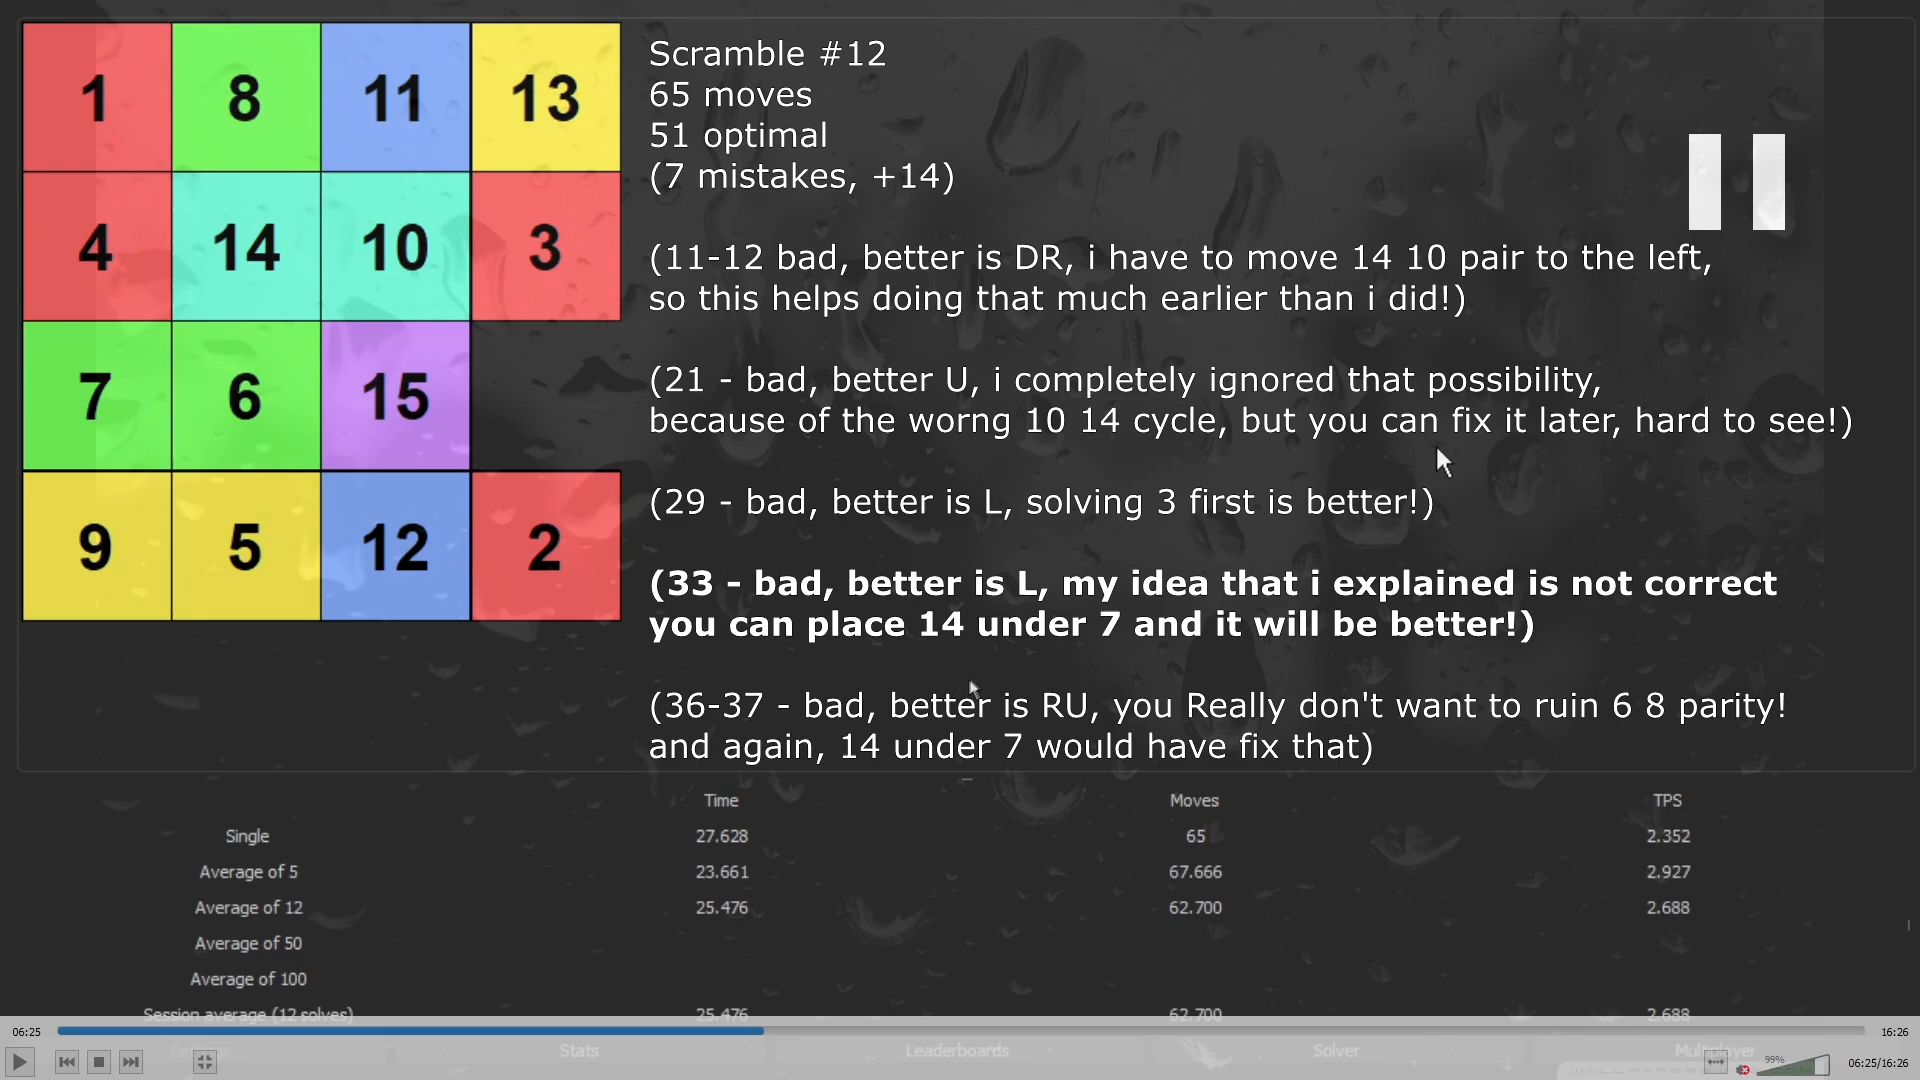 1 8 11 13
4 14 10 3
7 6 15
9 5 12 2
Scramble #12
65 moves
51 optimal
(7 mistakes, +14)
(11-12 bad, better is DR, i have to move 14 10 pair to the left,
so this helps doing that much earlier than i did!)
(21 - bad, better U, i completely ignored that possibility,
because of the worng 10 14 cycle, but you can fix it later, hard to see!)
(29 - bad, better is L, solving 3 first is better!)
(33 - bad, better is L, my idea that i explained is not correct
you can place 14 under 7 and it will be better!)
(36-37 - bad, better is RU, you Really don't want to ruin 6 8 parity!
and again, 14 under 7 would have fix that)
Time Moves TPS
Single 27.628 65 2.352
Average of 5 23.661 67.666 2.927
Average of 12 25.476 62.700 2.688
Average of 50
Average of 100
Session average (12 solves) 25.476 62.700 2.688
06:25 16:26
Stats Leaderboards Solver Multiplayer
99% 06:25/16:26